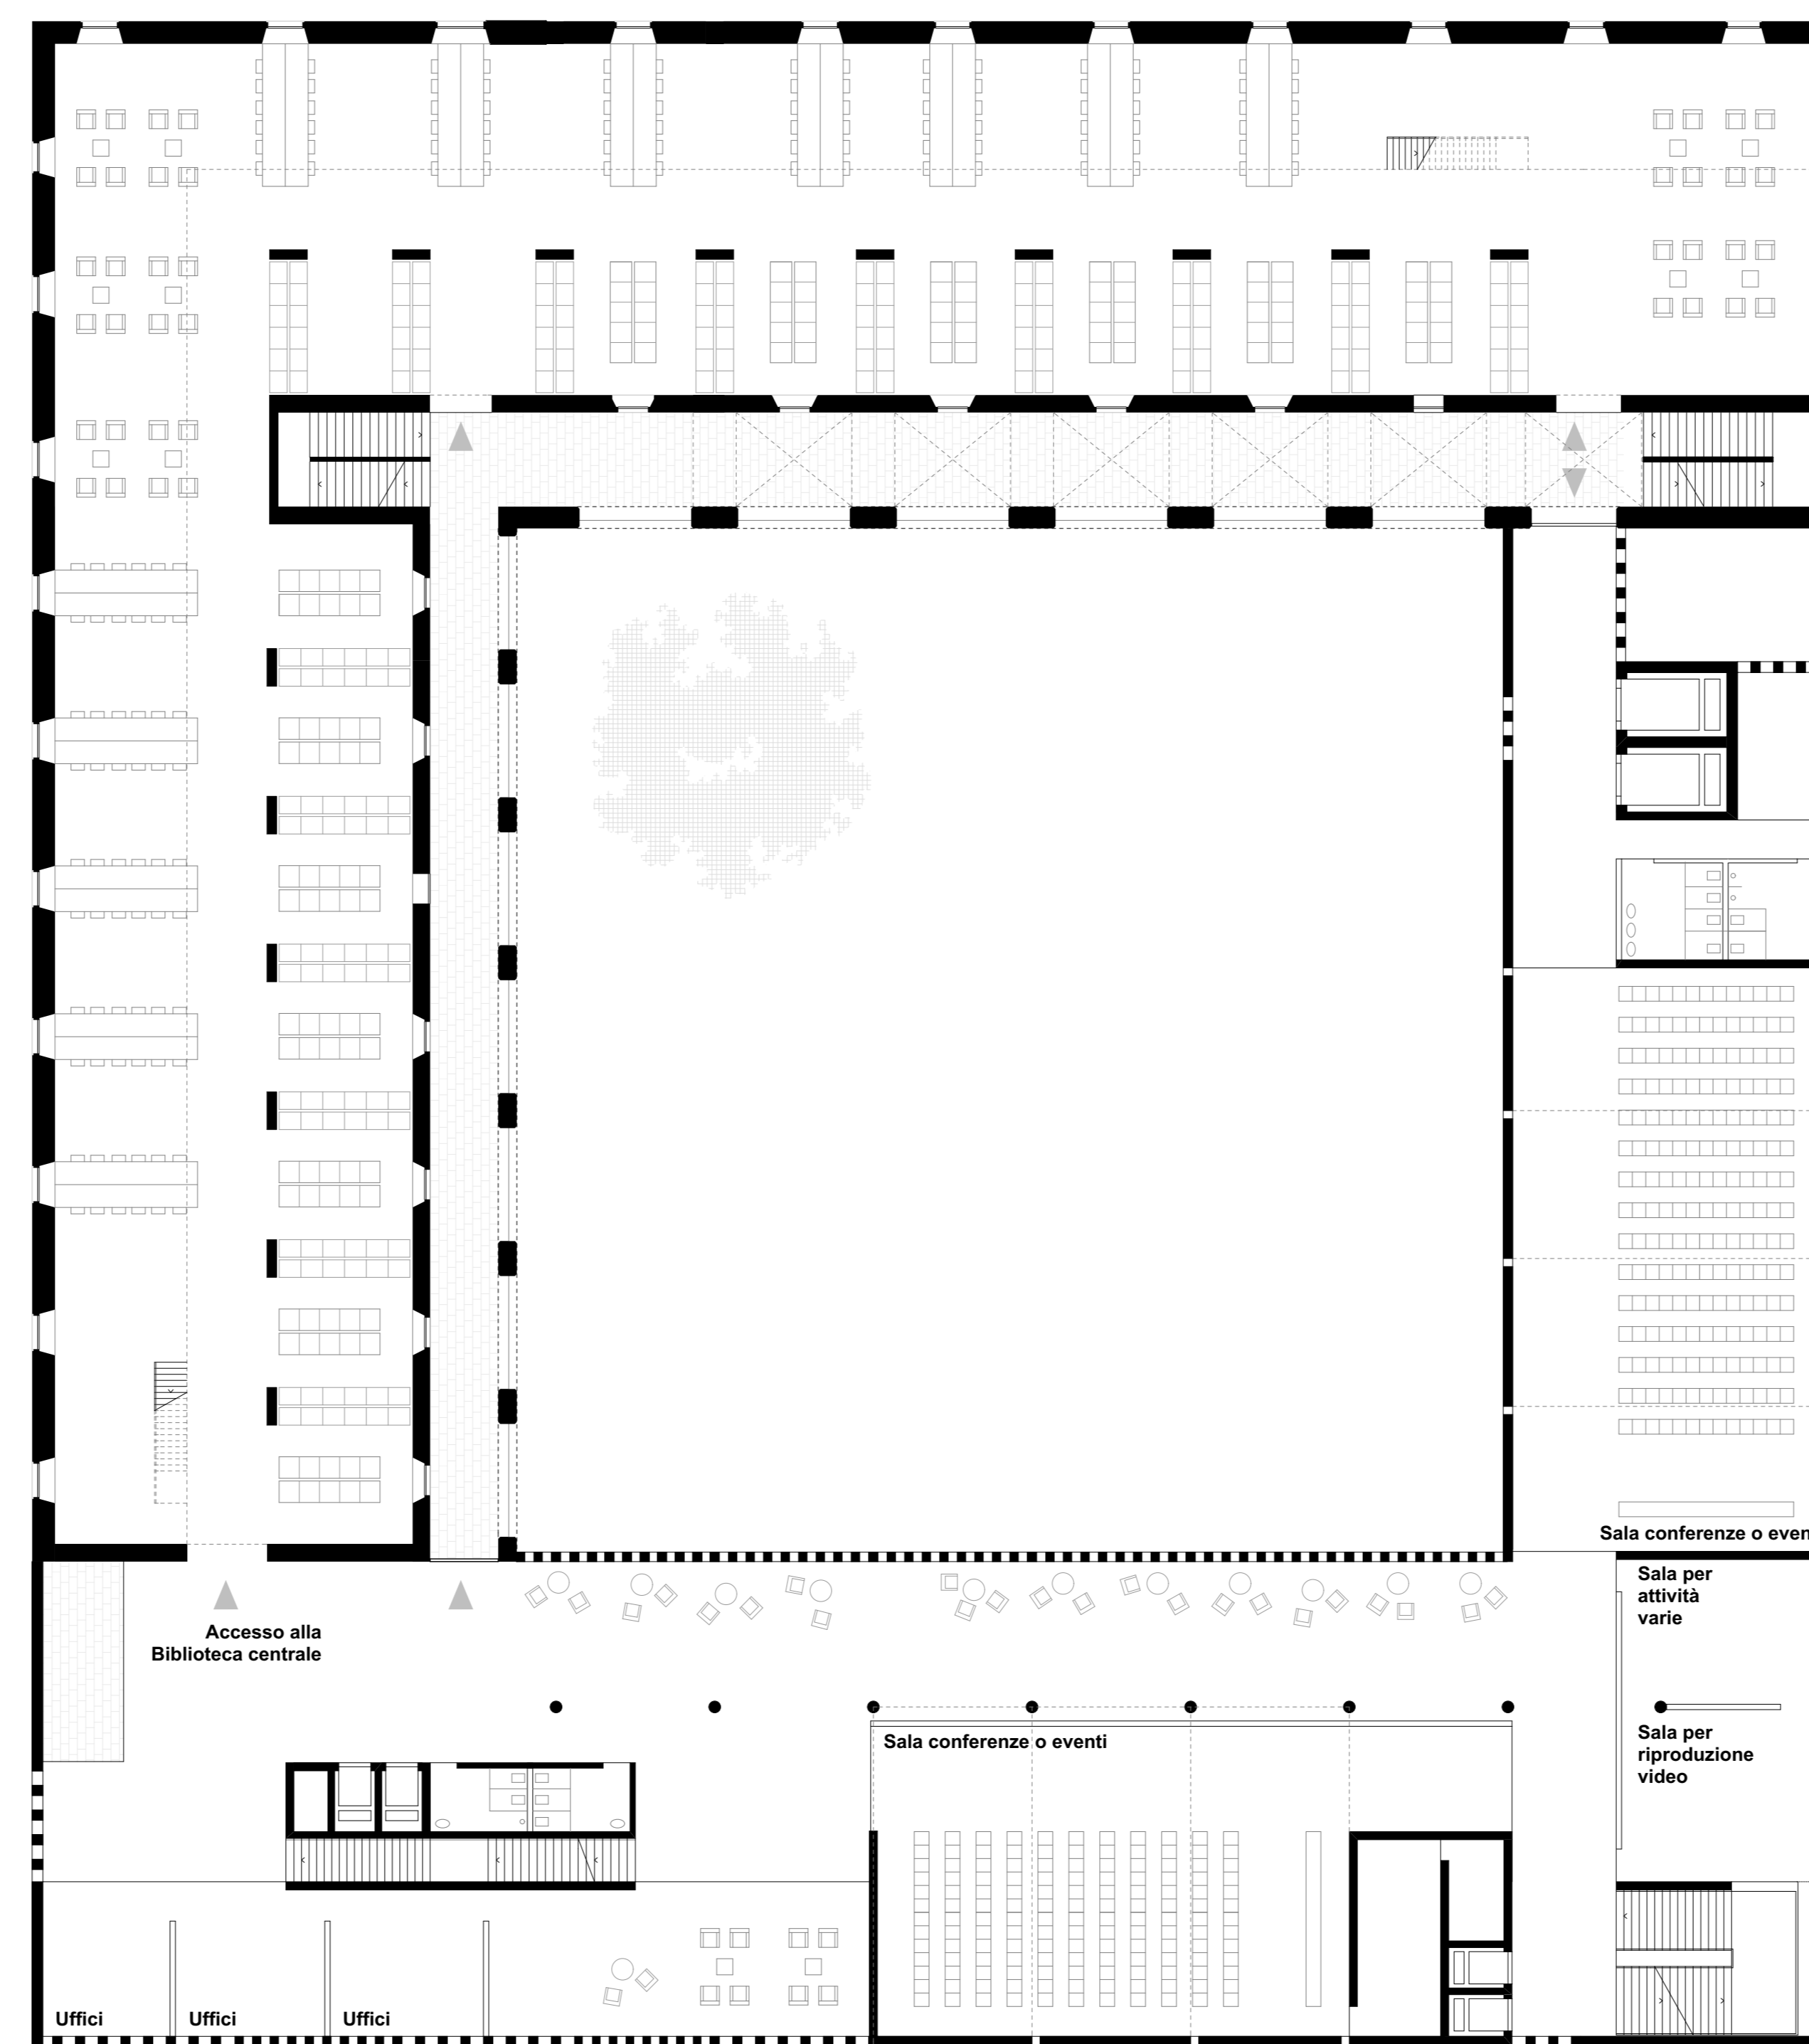 Sala conferenze o even
Sala per
attività
varie
Accesso alla
Biblioteca centrale
Sala conferenze o eventi
Sala per
riproduzione
video
Uffici
Uffici
Uffici